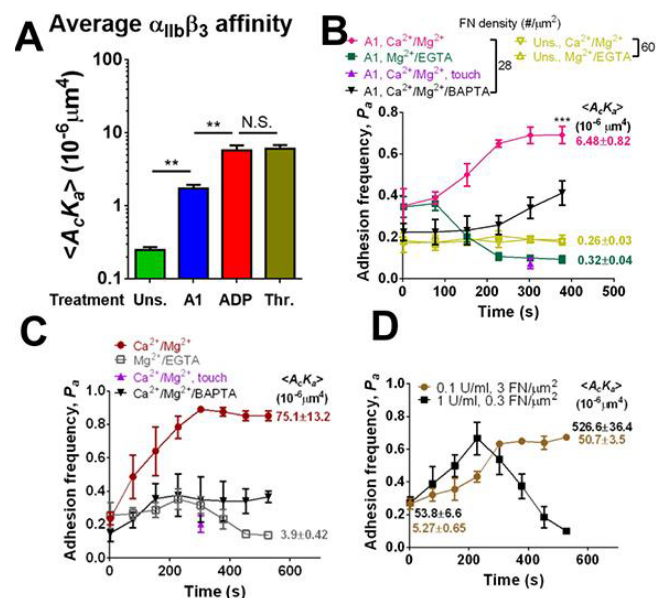 A Average αIIbβ3 affinity
<AcKa> (10⁻⁶ μm⁴)
100
10
1
0.1
** ** N.S.
Treatment Uns. A1 ADP Thr.
B
FN density (#/μm²)
A1, Ca²⁺/Mg²⁺
A1, Mg²⁺/EGTA
A1, Ca²⁺/Mg²⁺, touch
A1, Ca²⁺/Mg²⁺/BAPTA
28
Uns., Ca²⁺/Mg²⁺
Uns., Mg²⁺/EGTA
60
Adhesion frequency, Pa
0.8
0.6
0.4
0.2
0.0
0 100 200 300 400 500
Time (s)
***
<AcKa>
(10⁻⁶ μm⁴)
6.48±0.82
0.26±0.03
0.32±0.04
C
Ca²⁺/Mg²⁺
Mg²⁺/EGTA
Ca²⁺/Mg²⁺, touch
Ca²⁺/Mg²⁺/BAPTA
<AcKa>
(10⁻⁶μm⁴)
Adhesion frequency, Pa
1.0
0.8
0.6
0.4
0.2
0.0
0 200 400 600
Time (s)
75.1±13.2
3.9±0.42
D
0.1 U/ml, 3 FN/μm²
1 U/ml, 0.3 FN/μm²
<AcKa>
(10⁻⁶μm⁴)
Adhesion frequency, Pa
1.0
0.8
0.6
0.4
0.2
0.0
0 200 400 600
Time (s)
526.6±36.4
50.7±3.5
53.8±6.6
5.27±0.65